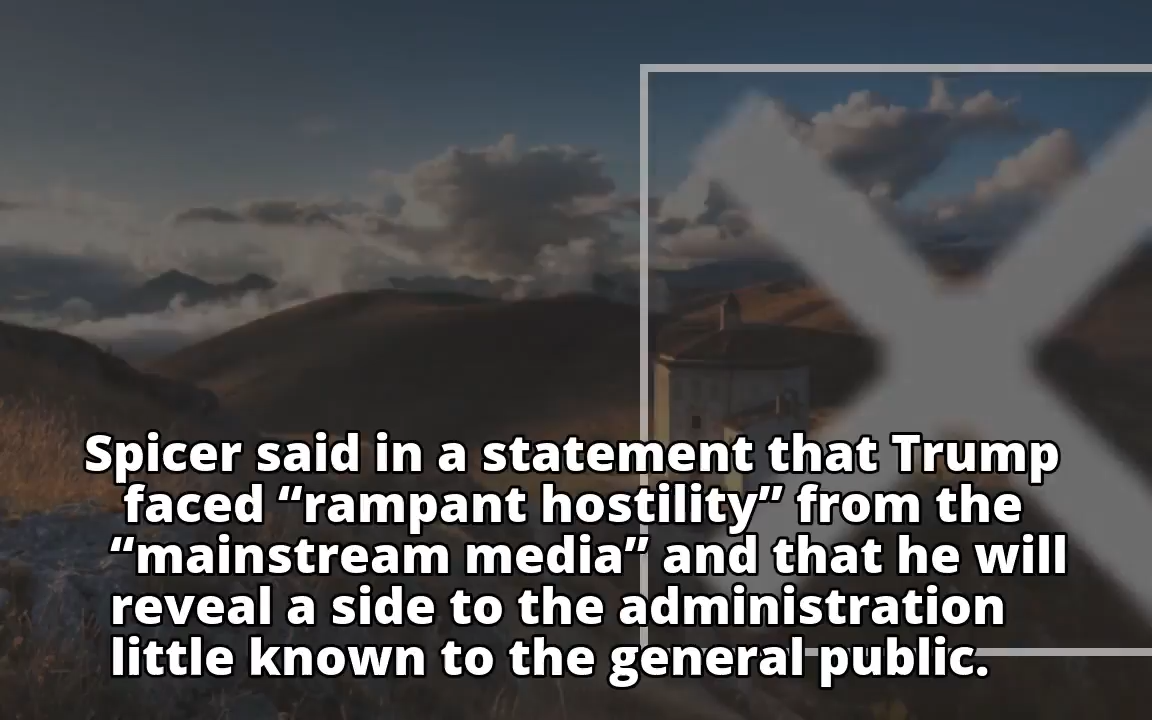 Spicer said in a statement that Trump
faced “rampant hostility” from the
“mainstream media” and that he will
reveal a side to the administration
little known to the general public.